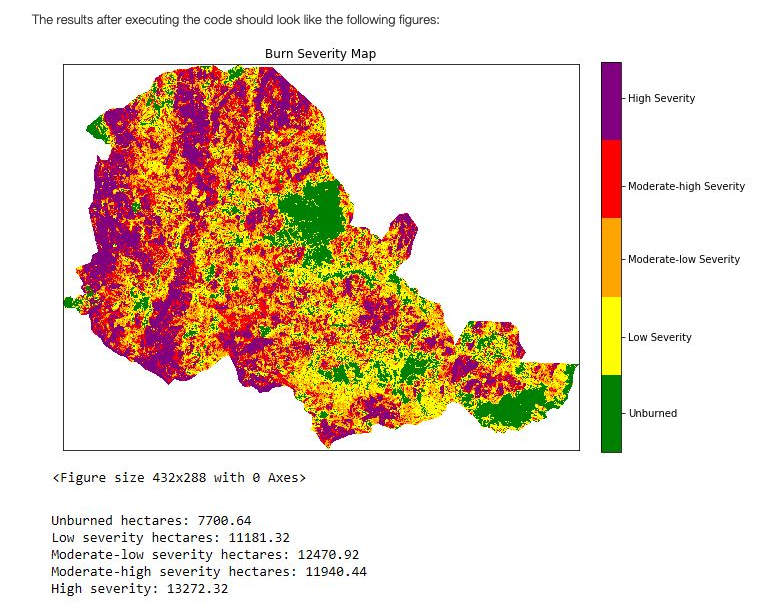 The results after executing the code should look like the following figures:
Burn Severity Map
High Severity
Moderate-high Severity
Moderate-low Severity
Low Severity
Unburned
<Figure size 432x288 with 0 Axes>
Unburned hectares: 7700.64
Low severity hectares: 11181.32
Moderate-low severity hectares: 12470.92
Moderate-high severity hectares: 11940.44
High severity: 13272.32